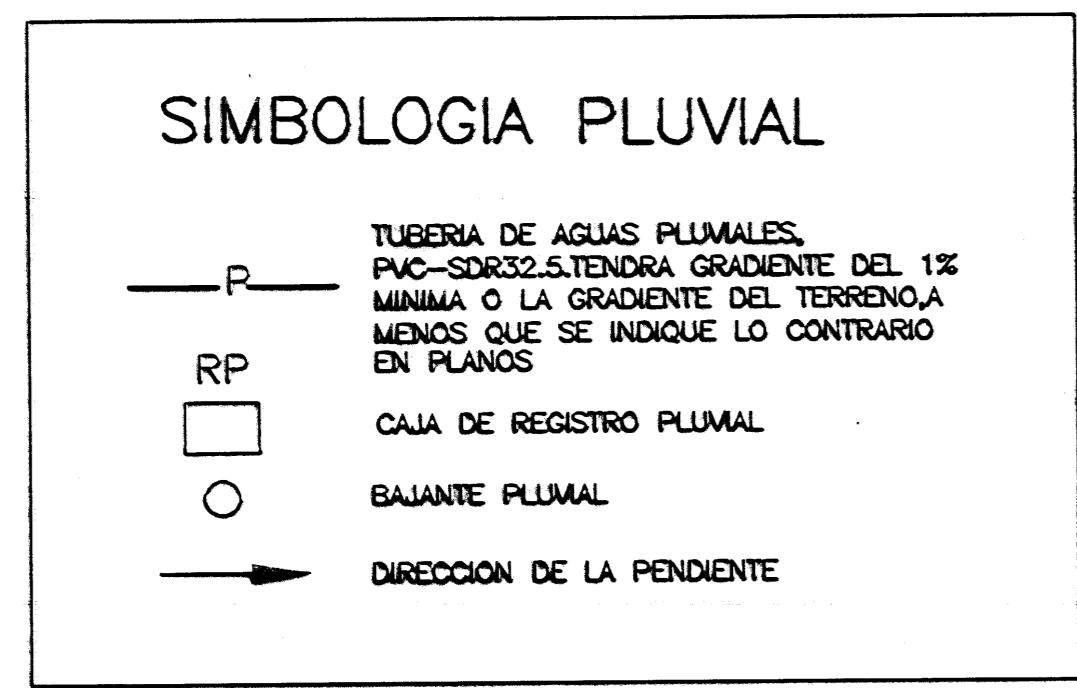 SIMBOLOGIA PLUVIAL
TUBERIA DE AGUAS PLUVIALES.
P PVC-SDR32.5.TENDRA GRADIENTE DEL 1%
MINIMA O LA GRADIENTE DEL TERRENO,A
MENOS QUE SE INDIQUE LO CONTRARIO
EN PLANOS
RP
CAJA DE REGISTRO PLUVIAL
BAJANTE PLUVIAL
DIRECCION DE LA PENDIENTE